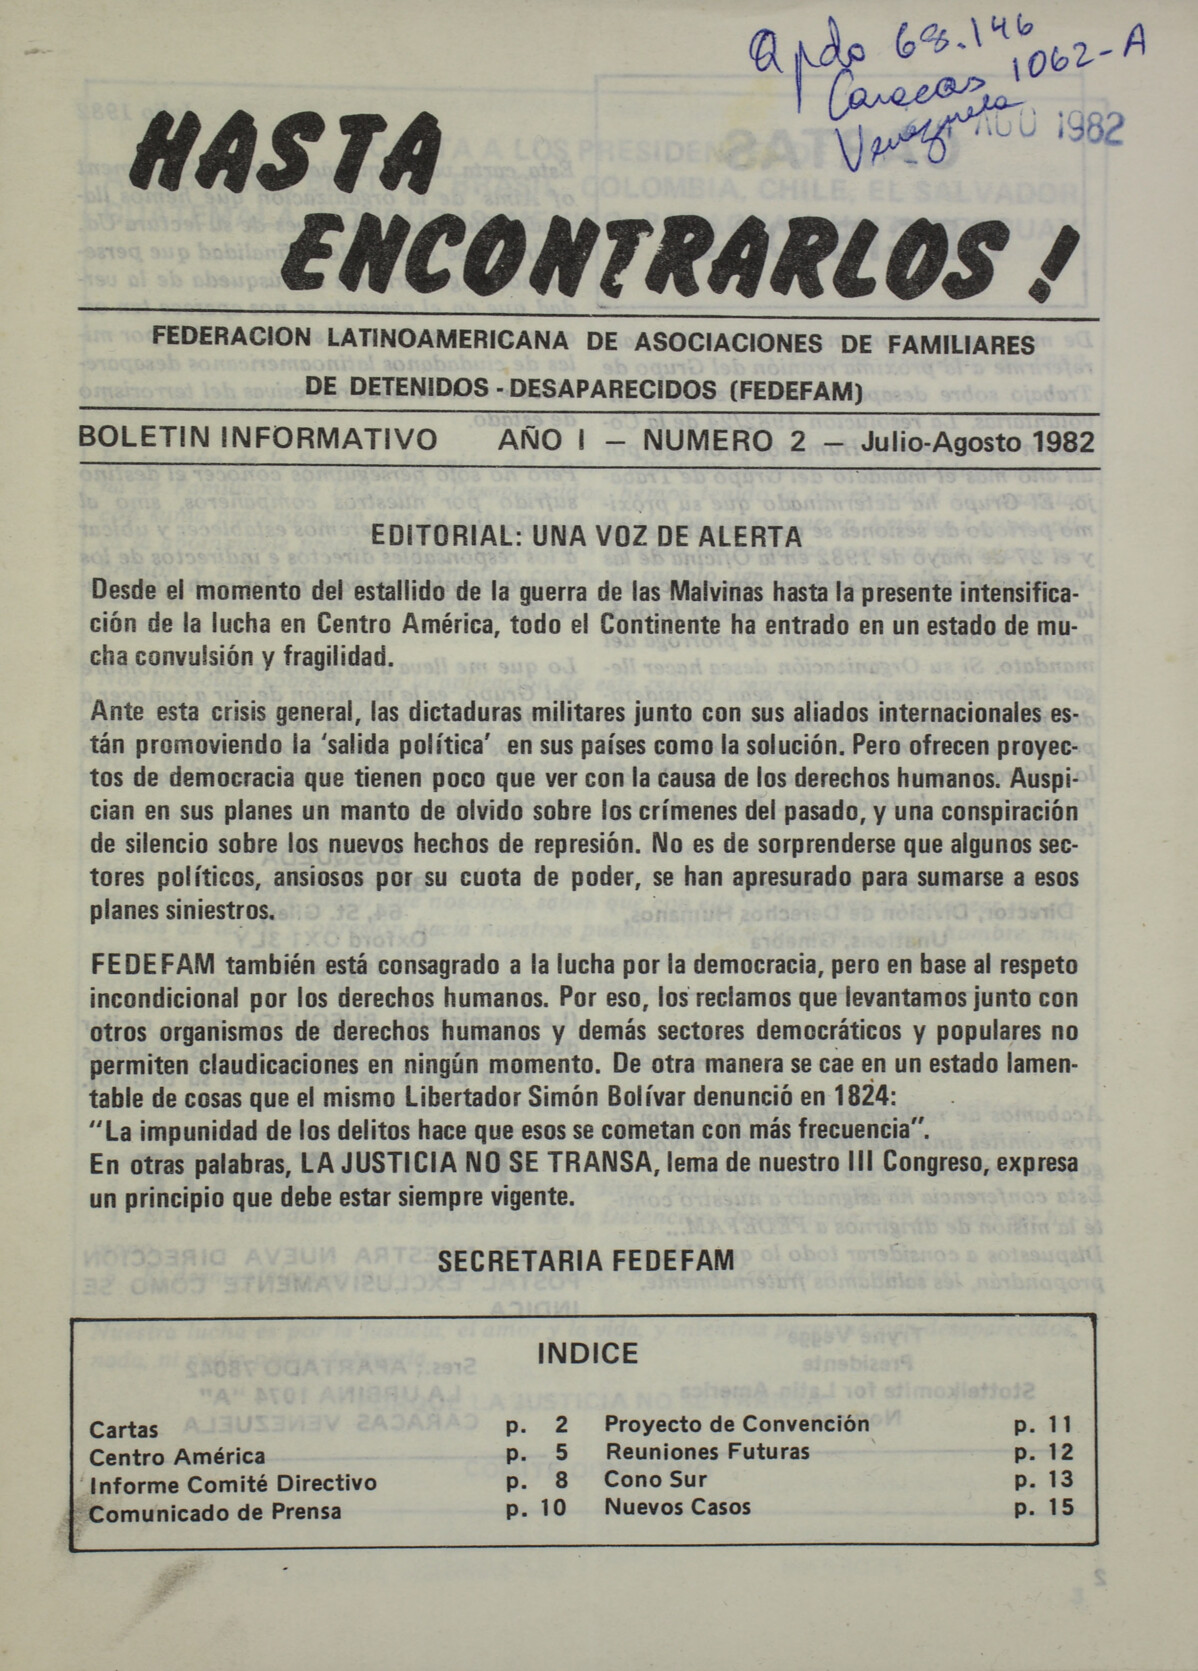 Apdo 68.146
Caracas 1062-A
Venezuela
AGO 1982
HASTA
ENCONTRARLOS!
FEDERACION LATINOAMERICANA DE ASOCIACIONES DE FAMILIARES
DE DETENIDOS - DESAPARECIDOS (FEDEFAM)
BOLETIN INFORMATIVO AÑO I — NUMERO 2 — Julio-Agosto 1982
EDITORIAL: UNA VOZ DE ALERTA
Desde el momento del estallido de la guerra de las Malvinas hasta la presente intensifica-
ción de la lucha en Centro América, todo el Continente ha entrado en un estado de mu-
cha convulsión y fragilidad.
Ante esta crisis general, las dictaduras militares junto con sus aliados internacionales es-
tán promoviendo la 'salida política' en sus países como la solución. Pero ofrecen proyec-
tos de democracia que tienen poco que ver con la causa de los derechos humanos. Auspi-
cian en sus planes un manto de olvido sobre los crímenes del pasado, y una conspiración
de silencio sobre los nuevos hechos de represión. No es de sorprenderse que algunos sec-
tores políticos, ansiosos por su cuota de poder, se han apresurado para sumarse a esos
planes siniestros.
FEDEFAM también está consagrado a la lucha por la democracia, pero en base al respeto
incondicional por los derechos humanos. Por eso, los reclamos que levantamos junto con
otros organismos de derechos humanos y demás sectores democráticos y populares no
permiten claudicaciones en ningún momento. De otra manera se cae en un estado lamen-
table de cosas que el mismo Libertador Simón Bolívar denunció en 1824:
"La impunidad de los delitos hace que esos se cometan con más frecuencia".
En otras palabras, LA JUSTICIA NO SE TRANSA, lema de nuestro III Congreso, expresa
un principio que debe estar siempre vigente.
SECRETARIA FEDEFAM
INDICE
Cartas p. 2
Centro América p. 5
Informe Comité Directivo p. 8
Comunicado de Prensa p. 10
Proyecto de Convención p. 11
Reuniones Futuras p. 12
Cono Sur p. 13
Nuevos Casos p. 15